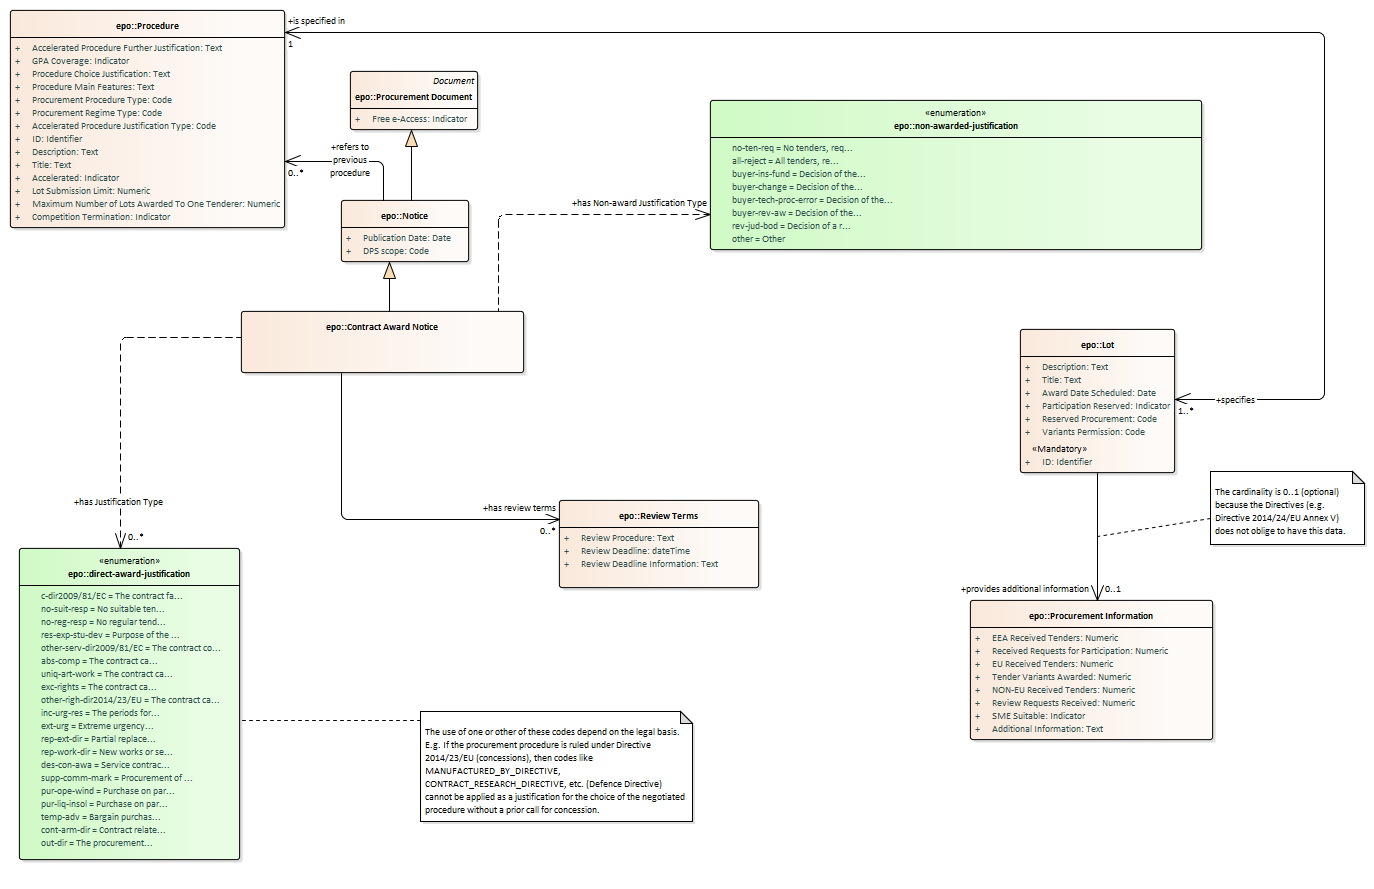 epo::Procedure
+ Accelerated Procedure Further Justification: Text
+ GPA Coverage: Indicator
+ Procedure Choice Justification: Text
+ Procedure Main Features: Text
+ Procurement Procedure Type: Code
+ Procurement Regime Type: Code
+ Accelerated Procedure Justification Type: Code
+ ID: Identifier
+ Description: Text
+ Title: Text
+ Accelerated: Indicator
+ Lot Submission Limit: Numeric
+ Maximum Number of Lots Awarded To One Tenderer: Numeric
+ Competition Termination: Indicator
+is specified in
1
Document
epo::Procurement Document
+ Free e-Access: Indicator
+refers to
previous
procedure
0..*
epo::Notice
+ Publication Date: Date
+ DPS scope: Code
«enumeration»
epo::non-awarded-justification
no-ten-req = No tenders, req...
all-reject = All tenders, re...
buyer-ins-fund = Decision of the...
buyer-change = Decision of the...
buyer-tech-proc-error = Decision of the...
buyer-rev-aw = Decision of the...
rev-jud-bod = Decision of a r...
other = Other
+has Non-award Justification Type
epo::Contract Award Notice
epo::Lot
+ Description: Text
+ Title: Text
+ Award Date Scheduled: Date
+ Participation Reserved: Indicator
+ Reserved Procurement: Code
+ Variants Permission: Code
«Mandatory»
+ ID: Identifier
+specifies
1..*
The cardinality is 0..1 (optional)
because the Directives (e.g.
Directive 2014/24/EU Annex V)
does not oblige to have this data.
+has Justification Type
0..*
+has review terms
0..*
epo::Review Terms
+ Review Procedure: Text
+ Review Deadline: dateTime
+ Review Deadline Information: Text
+provides additional information
0..1
epo::Procurement Information
+ EEA Received Tenders: Numeric
+ Received Requests for Participation: Numeric
+ EU Received Tenders: Numeric
+ Tender Variants Awarded: Numeric
+ NON-EU Received Tenders: Numeric
+ Review Requests Received: Numeric
+ SME Suitable: Indicator
+ Additional Information: Text
«enumeration»
epo::direct-award-justification
c-dir2009/81/EC = The contract fa...
no-suit-resp = No suitable ten...
no-reg-resp = No regular tend...
res-exp-stu-dev = Purpose of the ...
other-serv-dir2009/81/EC = The contract co...
abs-comp = The contract ca...
uniq-art-work = The contract ca...
exc-rights = The contract ca...
other-righ-dir2014/23/EU = The contract ca...
inc-urg-res = The periods for...
ext-urg = Extreme urgency...
rep-ext-dir = Partial replace...
rep-work-dir = New works or se...
des-con-awa = Service contrac...
supp-comm-mark = Procurement of ...
pur-ope-wind = Purchase on par...
pur-liq-insol = Purchase on par...
temp-adv = Bargain purchas...
cont-arm-dir = Contract relate...
out-dir = The procurement...
The use of one or other of these codes depend on the legal basis.
E.g. If the procurement procedure is ruled under Directive
2014/23/EU (concessions), then codes like
MANUFACTURED_BY_DIRECTIVE,
CONTRACT_RESEARCH_DIRECTIVE, etc. (Defence Directive)
cannot be applied as a justification for the choice of the negotiated
procedure without a prior call for concession.